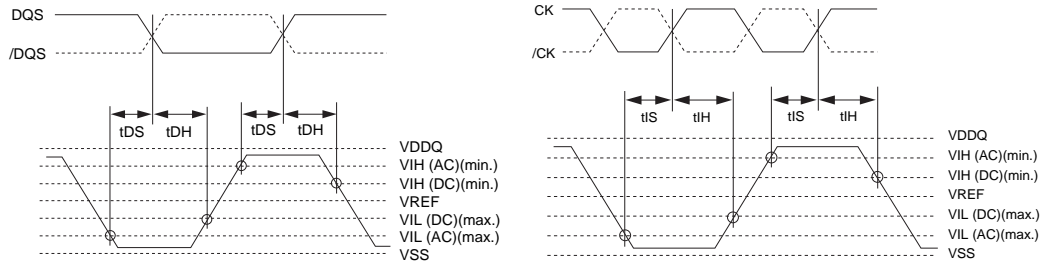 DQS
/DQS
tDS
tDH
tDS
tDH
VDDQ
VIH (AC)(min.)
VIH (DC)(min.)
VREF
VIL (DC)(max.)
VIL (AC)(max.)
VSS
CK
/CK
tIS
tIH
tIS
tIH
VDDQ
VIH (AC)(min.)
VIH (DC)(min.)
VREF
VIL (DC)(max.)
VIL (AC)(max.)
VSS